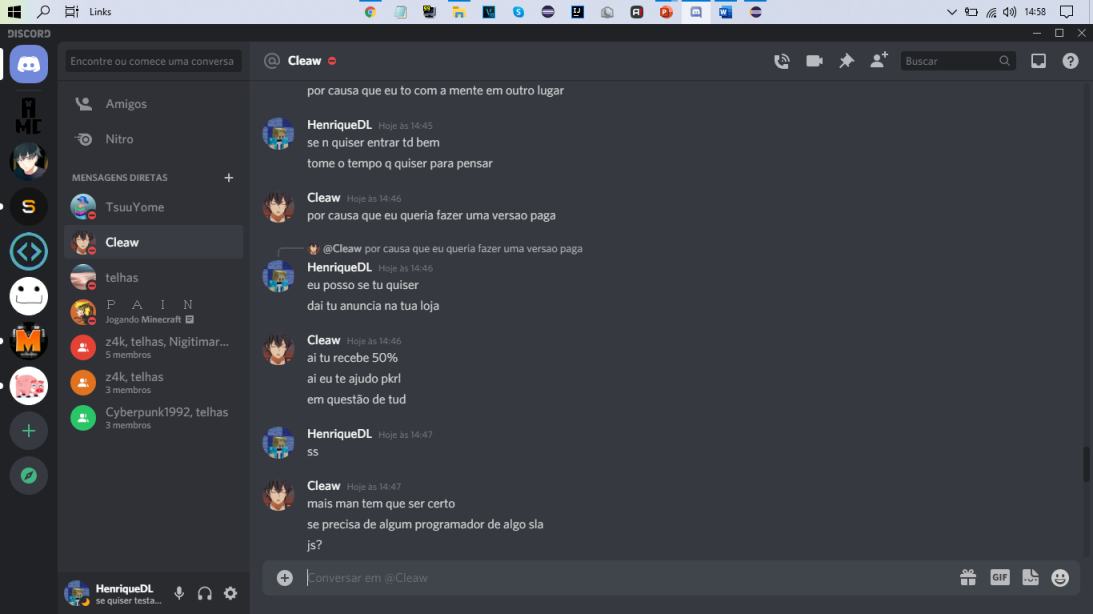 Links
14:58
DISCORD
Encontre ou comece uma conversa
Cleaw
Buscar
Amigos
Nitro
MENSAGENS DIRETAS
TsuuYome
Cleaw
telhas
P A I N
Jogando Minecraft
z4k, telhas, Nigitimar...
5 membros
z4k, telhas
3 membros
Cyberpunk1992, telhas
3 membros
HenriqueDL
se quiser testa...
por causa que eu to com a mente em outro lugar
HenriqueDL Hoje às 14:45
se n quiser entrar td bem
tome o tempo q quiser para pensar
Cleaw Hoje às 14:46
por causa que eu queria fazer uma versao paga
@Cleaw por causa que eu queria fazer uma versao paga
HenriqueDL Hoje às 14:46
eu posso se tu quiser
dai tu anuncia na tua loja
Cleaw Hoje às 14:46
ai tu recebe 50%
ai eu te ajudo pkrl
em questão de tud
HenriqueDL Hoje às 14:47
ss
Cleaw Hoje às 14:47
mais man tem que ser certo
se precisa de algum programador de algo sla
js?
Conversar em @Cleaw
GIF